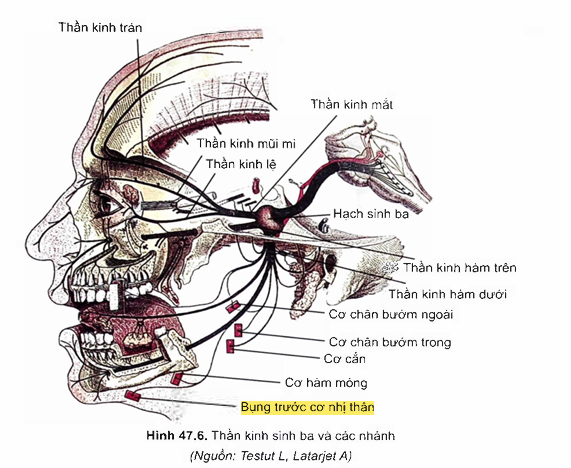 Thần kinh trán
Thần kinh mắt
Thần kinh mũi mi
Thần kinh lệ
Hạch sinh ba
Thần kinh hàm trên
Thần kinh hàm dưới
Cơ chân bướm ngoài
Cơ chân bướm trong
Cơ cắn
Cơ hàm móng
Bụng trước cơ nhị thân
Hình 47.6. Thần kinh sinh ba và các nhánh
(Nguồn: Testut L, Latarjet A)